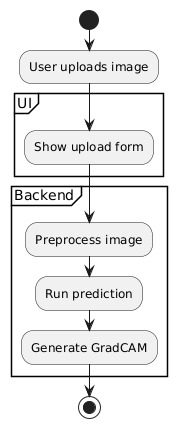 User uploads image
UI
Show upload form
Backend
Preprocess image
Run prediction
Generate GradCAM